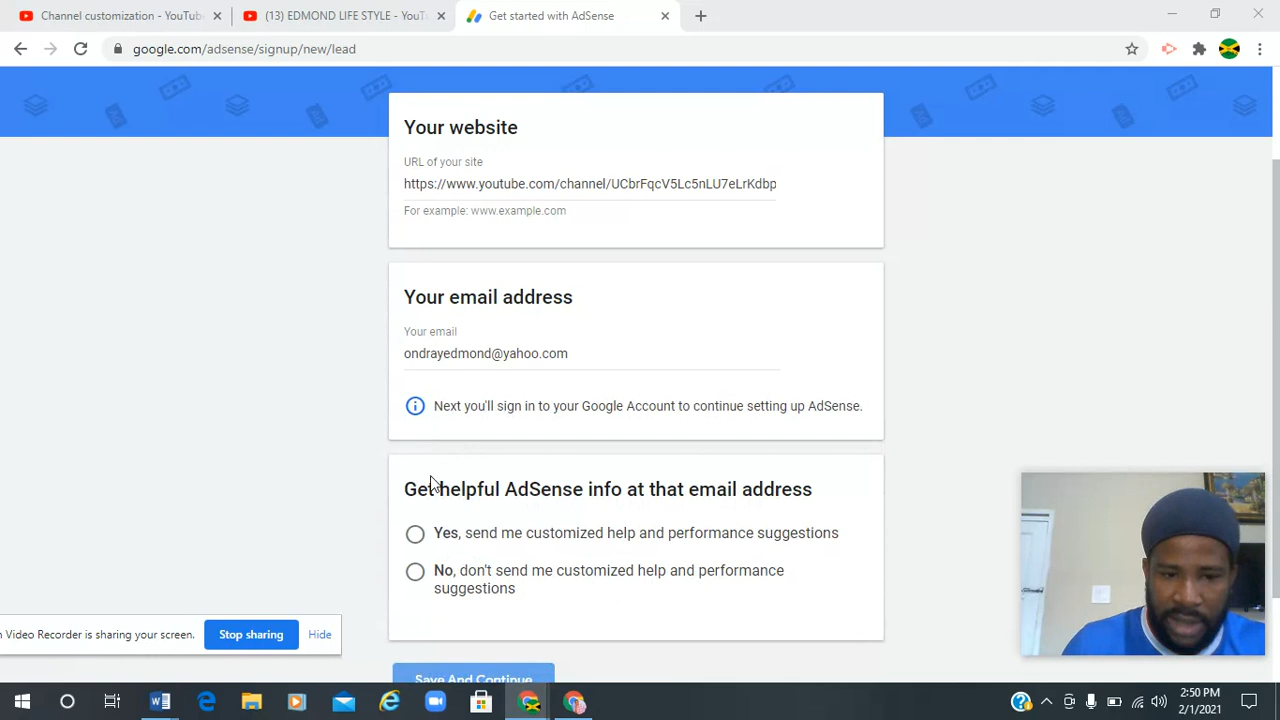 Channel customization - YouTube
(13) EDMOND LIFE STYLE - YouT
Get started with AdSense
google.com/adsense/signup/new/lead
Your website
URL of your site
https://www.youtube.com/channel/UCbrFqcV5Lc5nLU7eLrKdbp
For example: www.example.com
Your email address
Your email
ondrayedmond@yahoo.com
Next you'll sign in to your Google Account to continue setting up AdSense.
Get helpful AdSense info at that email address
Yes, send me customized help and performance suggestions
No, don't send me customized help and performance
suggestions
Video Recorder is sharing your screen.
Stop sharing
Hide
Save And Continue
2:50 PM
2/1/2021